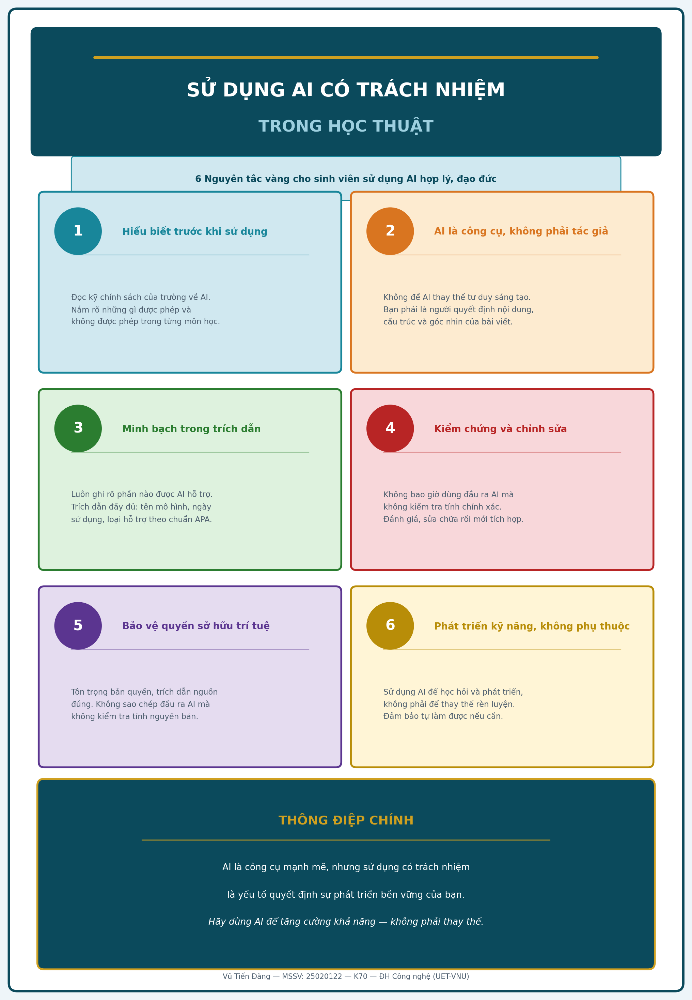 SỬ DỤNG AI CÓ TRÁCH NHIỆM
TRONG HỌC THUẬT
6 Nguyên tắc vàng cho sinh viên sử dụng AI hợp lý, đạo đức
1
Hiểu biết trước khi sử dụng
Đọc kỹ chính sách của trường về AI.
Nắm rõ những gì được phép và
không được phép trong từng môn học.
2
AI là công cụ, không phải tác giả
Không để AI thay thế tư duy sáng tạo.
Bạn phải là người quyết định nội dung,
cấu trúc và góc nhìn của bài viết.
3
Minh bạch trong trích dẫn
Luôn ghi rõ phần nào được AI hỗ trợ.
Trích dẫn đầy đủ: tên mô hình, ngày
sử dụng, loại hỗ trợ theo chuẩn APA.
4
Kiểm chứng và chỉnh sửa
Không bao giờ dùng đầu ra AI mà
không kiểm tra tính chính xác.
Đánh giá, sửa chữa rồi mới tích hợp.
5
Bảo vệ quyền sở hữu trí tuệ
Tôn trọng bản quyền, trích dẫn nguồn
đúng. Không sao chép đầu ra AI mà
không kiểm tra tính nguyên bản.
6
Phát triển kỹ năng, không phụ thuộc
Sử dụng AI để học hỏi và phát triển,
không phải để thay thế rèn luyện.
Đảm bảo tự làm được nếu cần.
THÔNG ĐIỆP CHÍNH
AI là công cụ mạnh mẽ, nhưng sử dụng có trách nhiệm
là yếu tố quyết định sự phát triển bền vững của bạn.
Hãy dùng AI để tăng cường khả năng — không phải thay thế.
Vũ Tiến Đăng — MSSV: 25020122 — K70 — ĐH Công nghệ (UET-VNU)